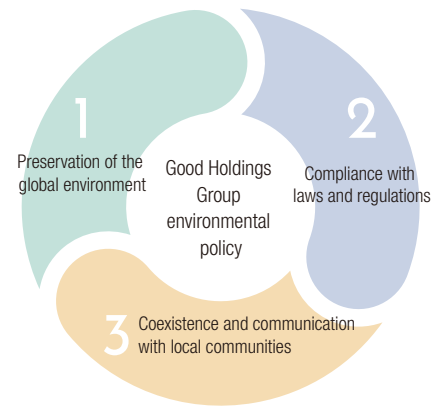 1
Preservation of the
global environment
2
Compliance with
laws and regulations
Good Holdings
Group
environmental
policy
3
Coexistence and communication
with local communities